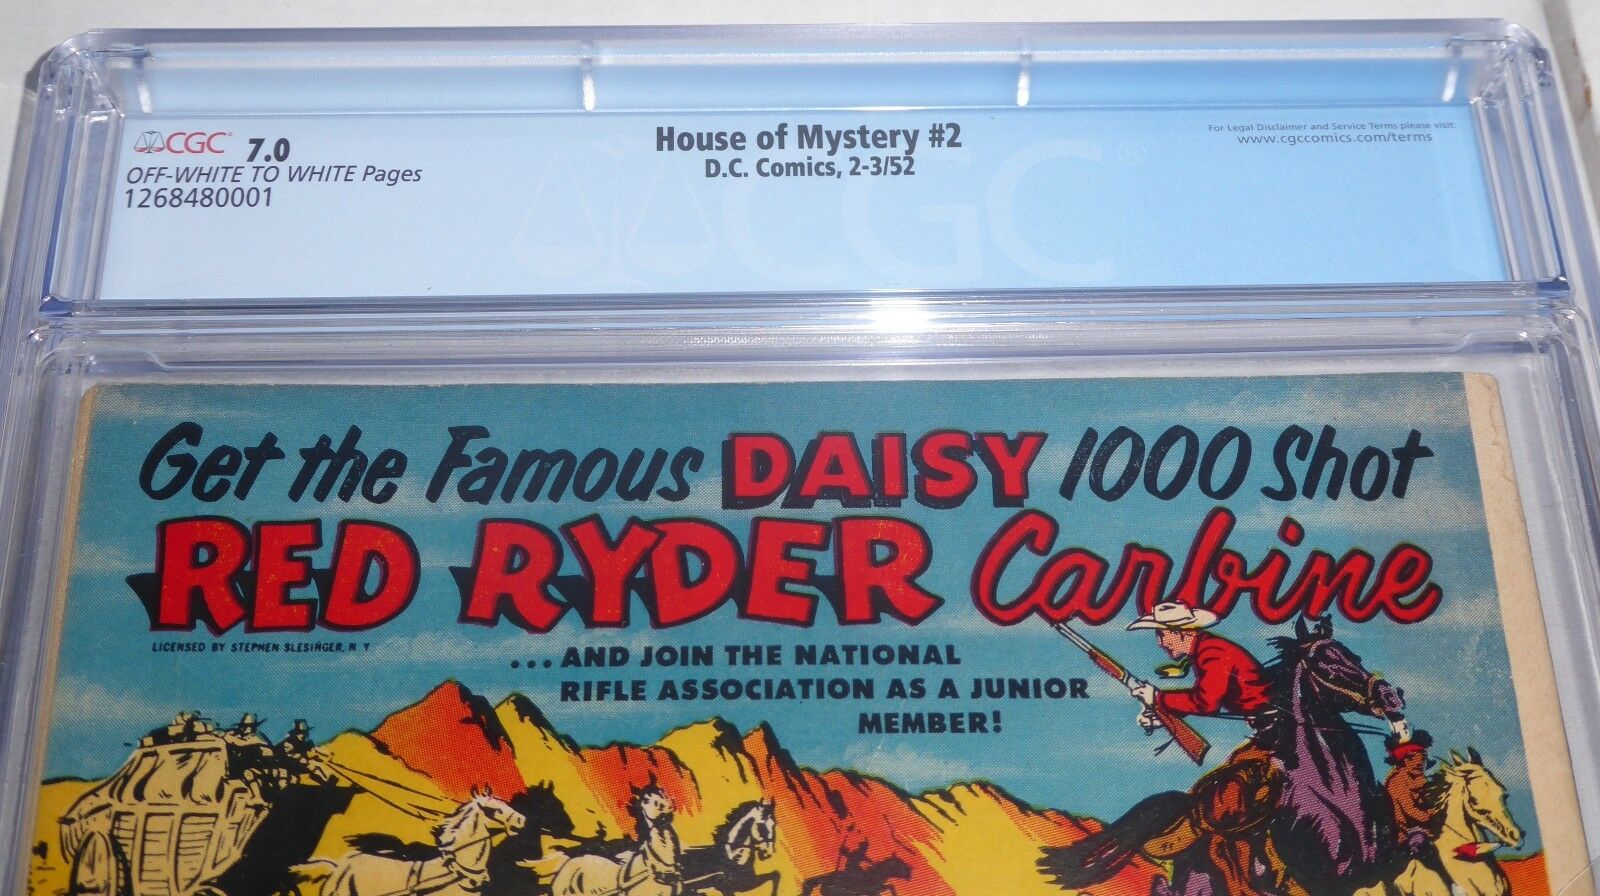 CGC® 7.0
OFF-WHITE TO WHITE Pages
1268480001
House of Mystery #2
D.C. Comics, 2-3/52
For Legal Disclaimer and Service Terms please visit:
www.cgccomics.com/terms
CGC®
Get the Famous DAISY 1000 Shot
RED RYDER Carbine
LICENSED BY STEPHEN SLESINGER, N Y
...AND JOIN THE NATIONAL
RIFLE ASSOCIATION AS A JUNIOR
MEMBER!